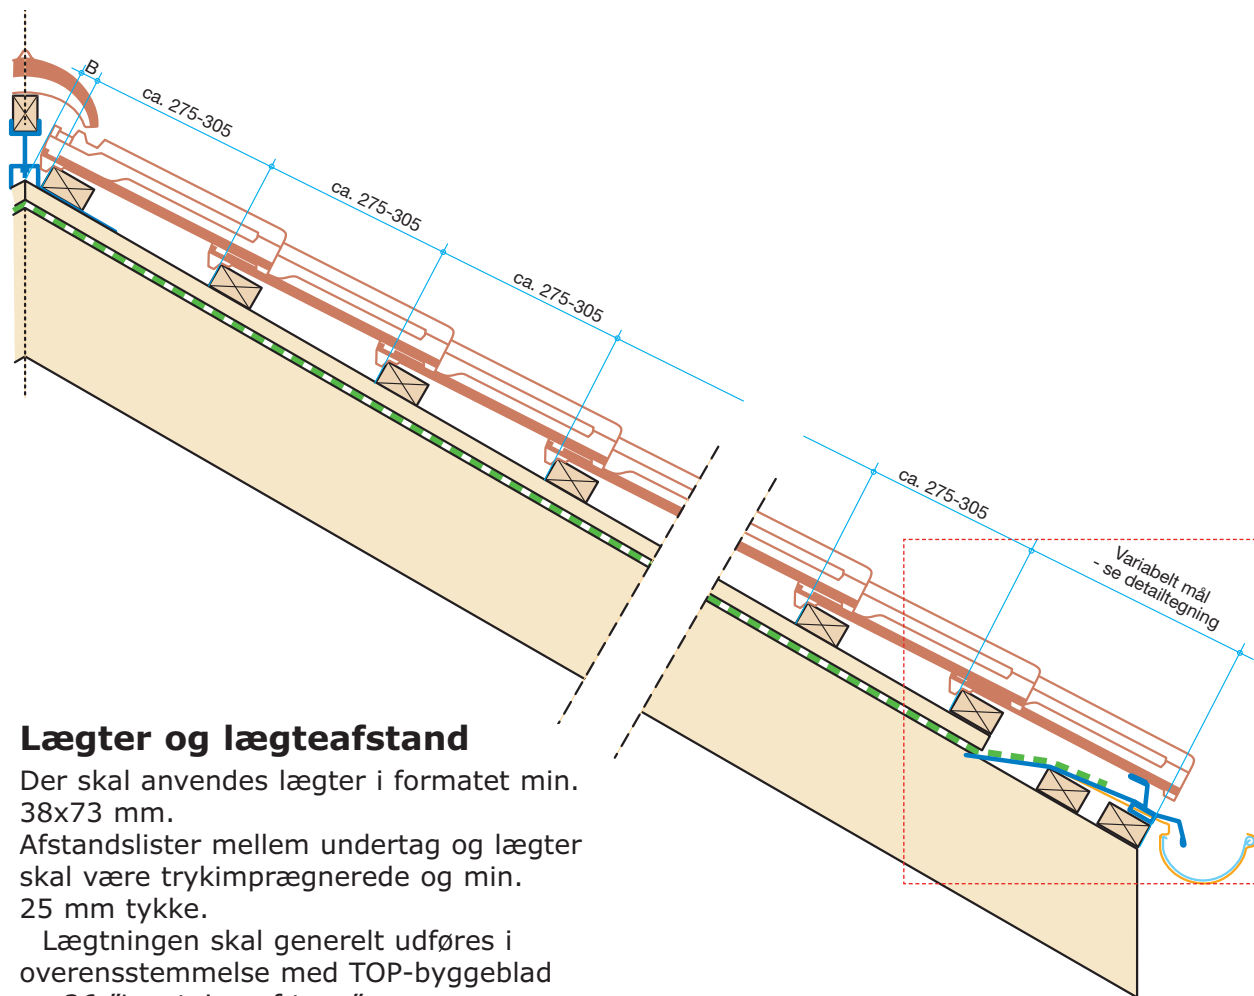 B
ca. 275-305
ca. 275-305
ca. 275-305
ca. 275-305
Variabelt mål
- se detailtegning
Lægter og lægteafstand
Der skal anvendes lægter i formatet min.
38x73 mm.
Afstandslister mellem undertag og lægter
skal være trykimprægnerede og min.
25 mm tykke.
Lægtningen skal generelt udføres i
overensstemmelse med TOP-byggeblad